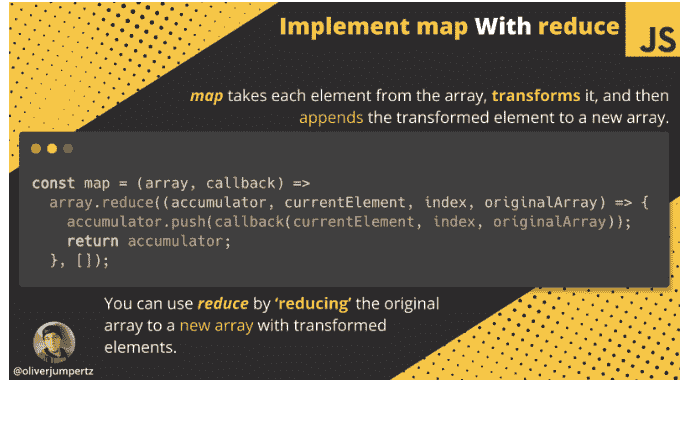 Implement map With reduce
JS
map takes each element from the array, transforms it, and then
appends the transformed element to a new array.
const map = (array, callback) =>
  array.reduce((accumulator, currentElement, index, originalArray) => {
    accumulator.push(callback(currentElement, index, originalArray));
    return accumulator;
  }, []);
You can use reduce by ‘reducing’ the original
array to a new array with transformed
elements.
@oliverjumpertz